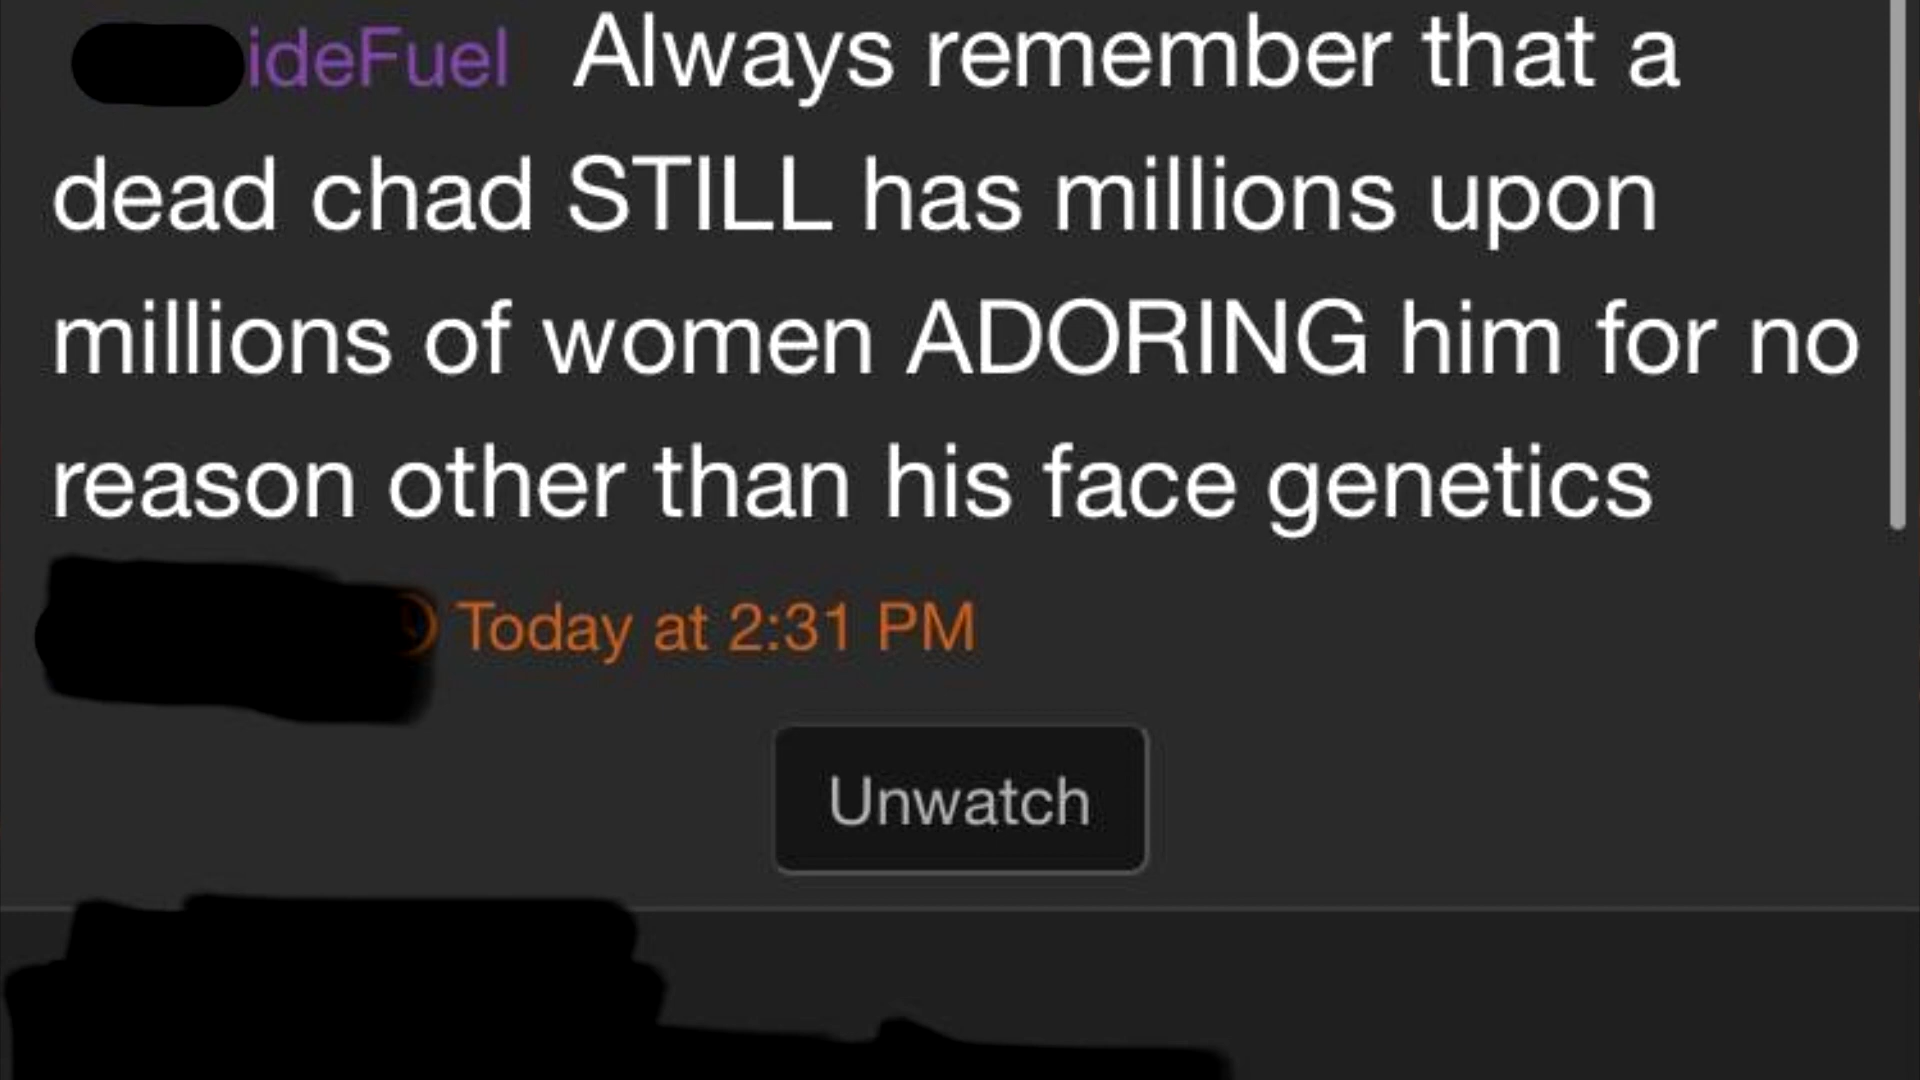 ideFuel Always remember that a
dead chad STILL has millions upon
millions of women ADORING him for no
reason other than his face genetics
Today at 2:31 PM
Unwatch